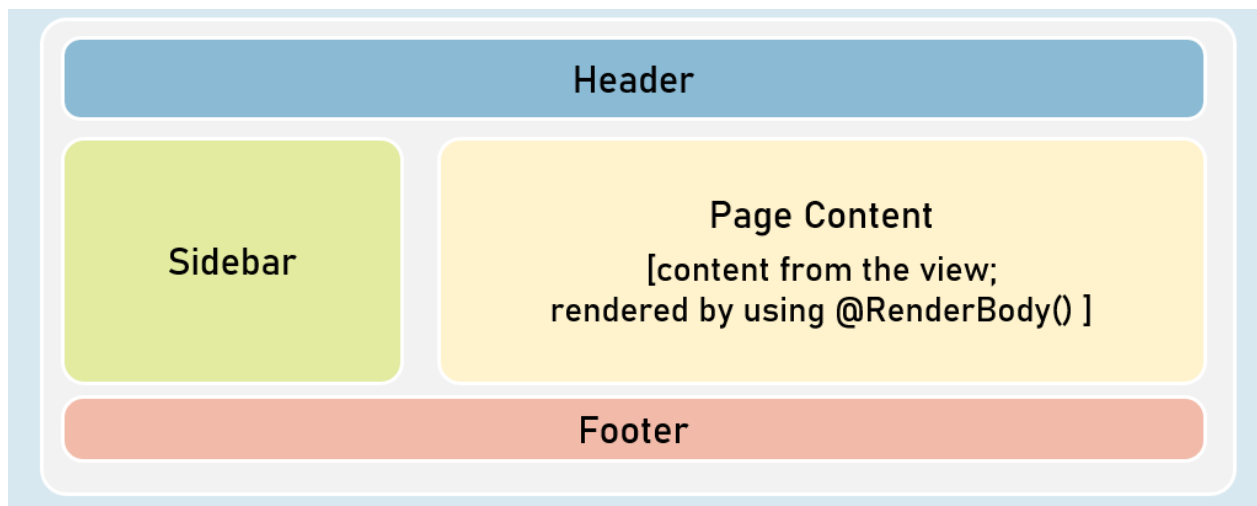 Header
Sidebar
Page Content
[content from the view;
rendered by using @RenderBody() ]
Footer